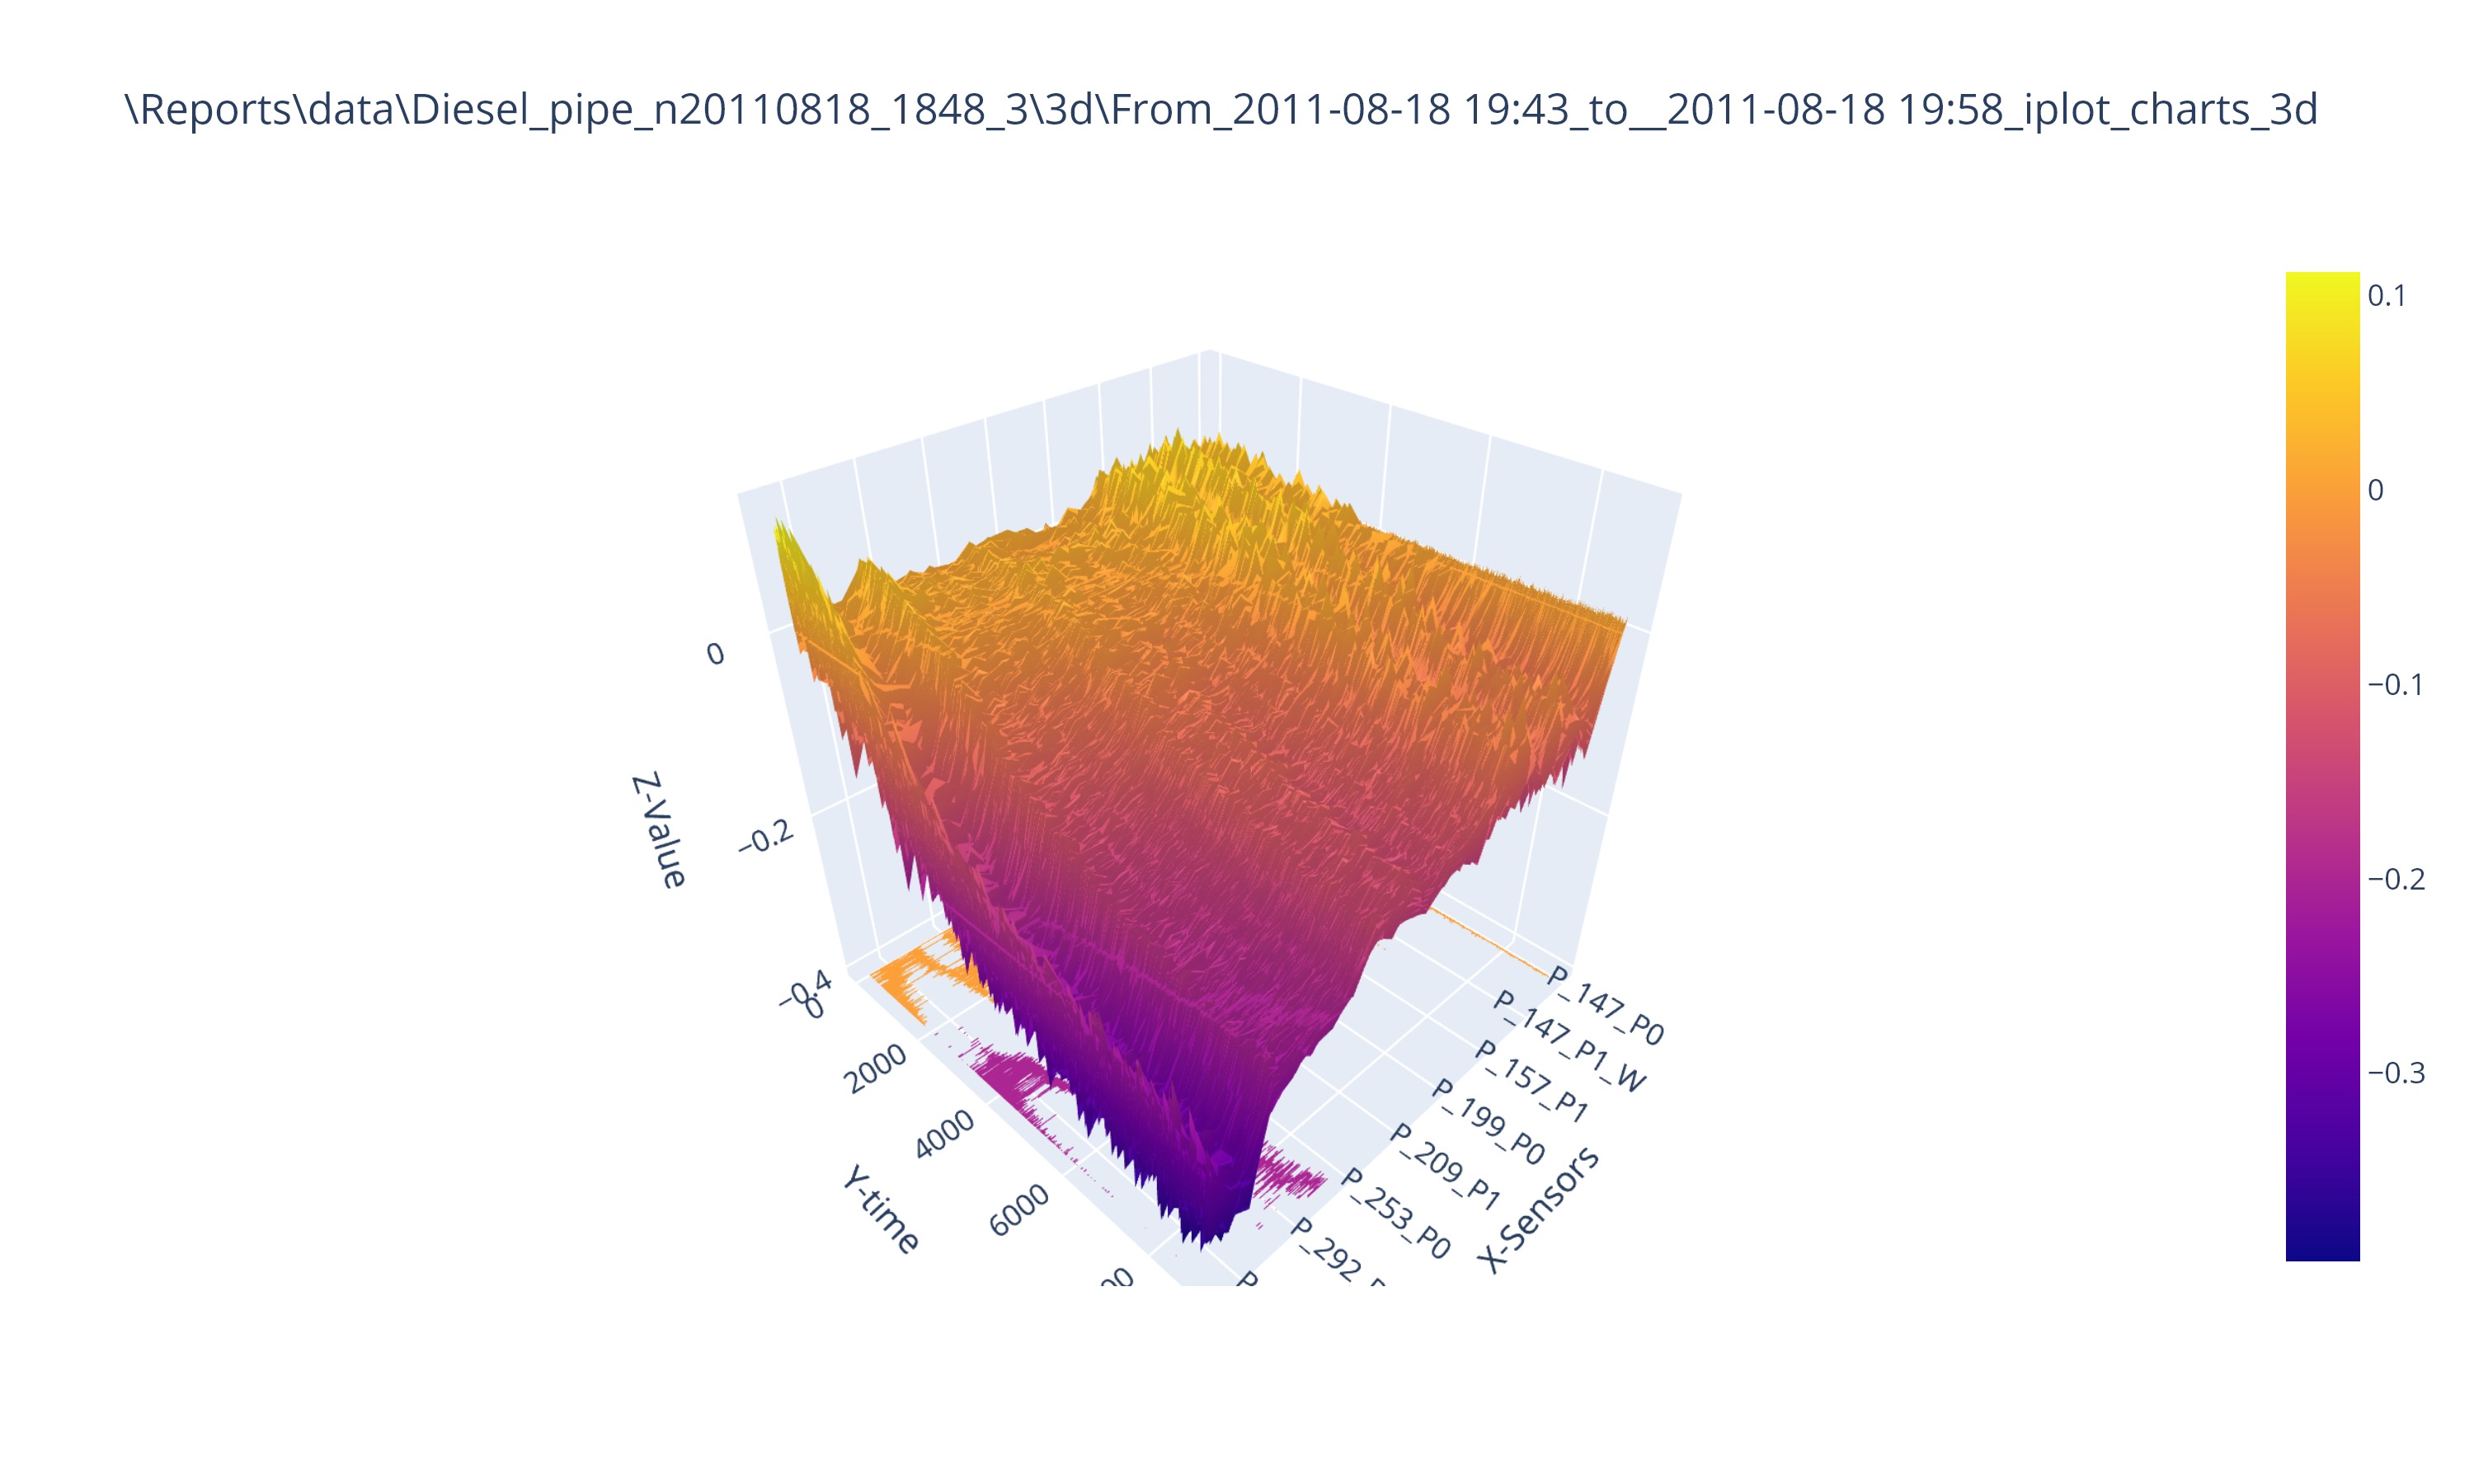 \Reports\data\Diesel_pipe_n20110818_1848_3\3d\From_2011-08-18 19:43_to__2011-08-18 19:58_iplot_charts_3d
0.1
0
−0.1
−0.2
−0.3
0
−0.2
−0.4
Z-Value
0
2000
4000
6000
Y-time
P_147_P0
P_147_P1_W
P_157_P1
P_199_P0
P_209_P1
P_253_P0
P_292_
X-Sensors